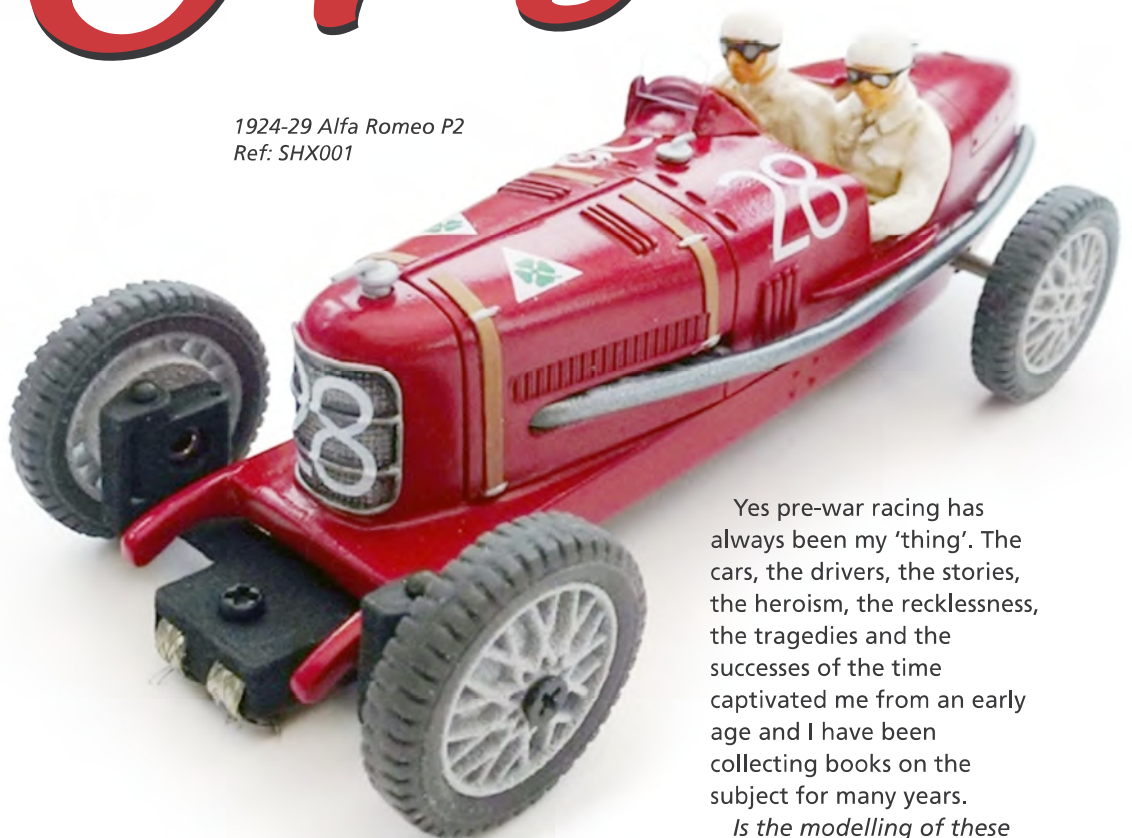 1924-29 Alfa Romeo P2
Ref: SHX001
28
28
Yes pre-war racing has
always been my ‘thing’. The
cars, the drivers, the stories,
the heroism, the recklessness,
the tragedies and the
successes of the time
captivated me from an early
age and I have been
collecting books on the
subject for many years.
Is the modelling of these